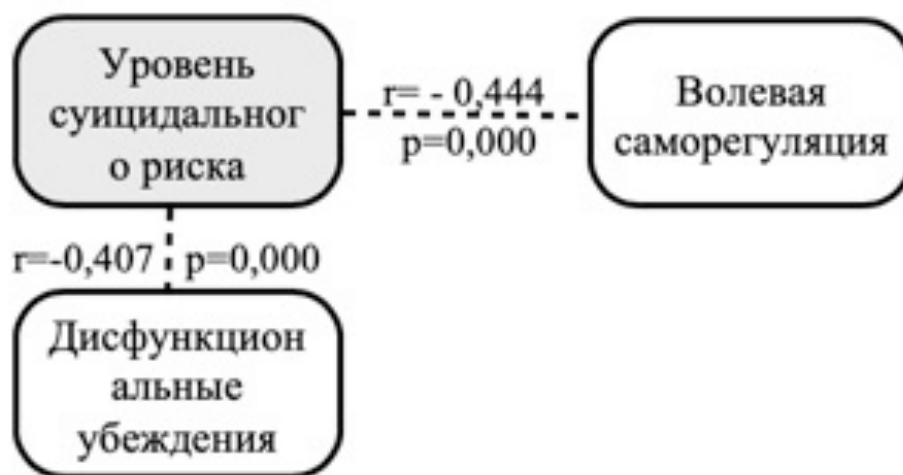 Уровень
суицидальног
о риска
r= - 0,444
p=0,000
Волевая
саморегуляция
r=-0,407
p=0,000
Дисфункцион
альные
убеждения